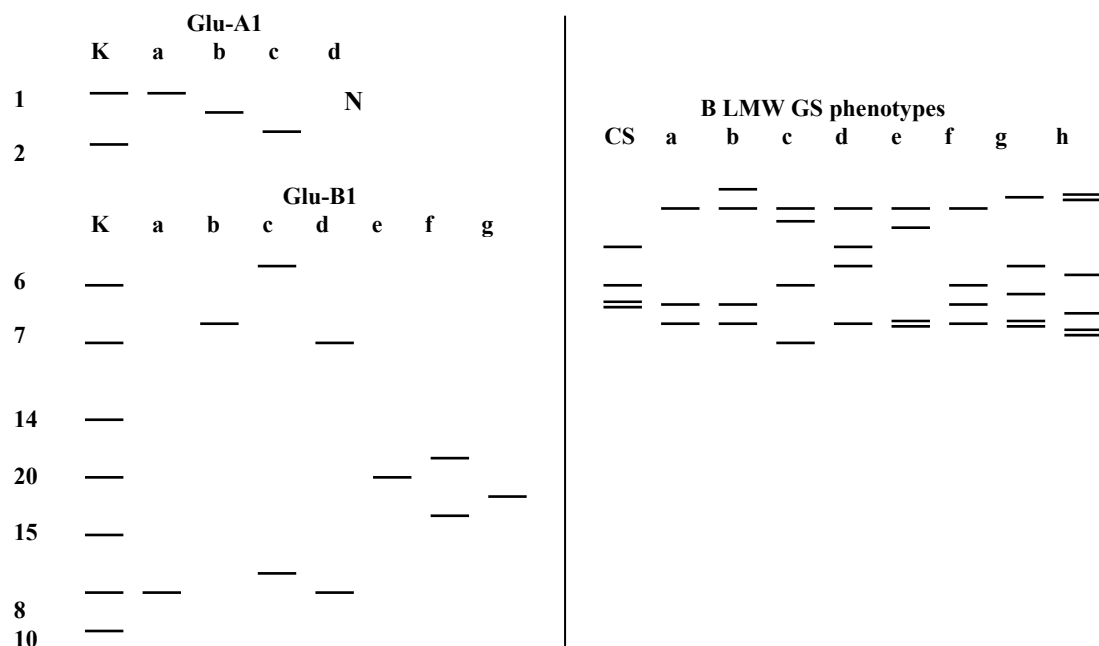 Glu-A1
K a b c d
1
N
2
Glu-B1
K a b c d e f g
6
7
14
20
15
8
10
B LMW GS phenotypes
CS a b c d e f g h